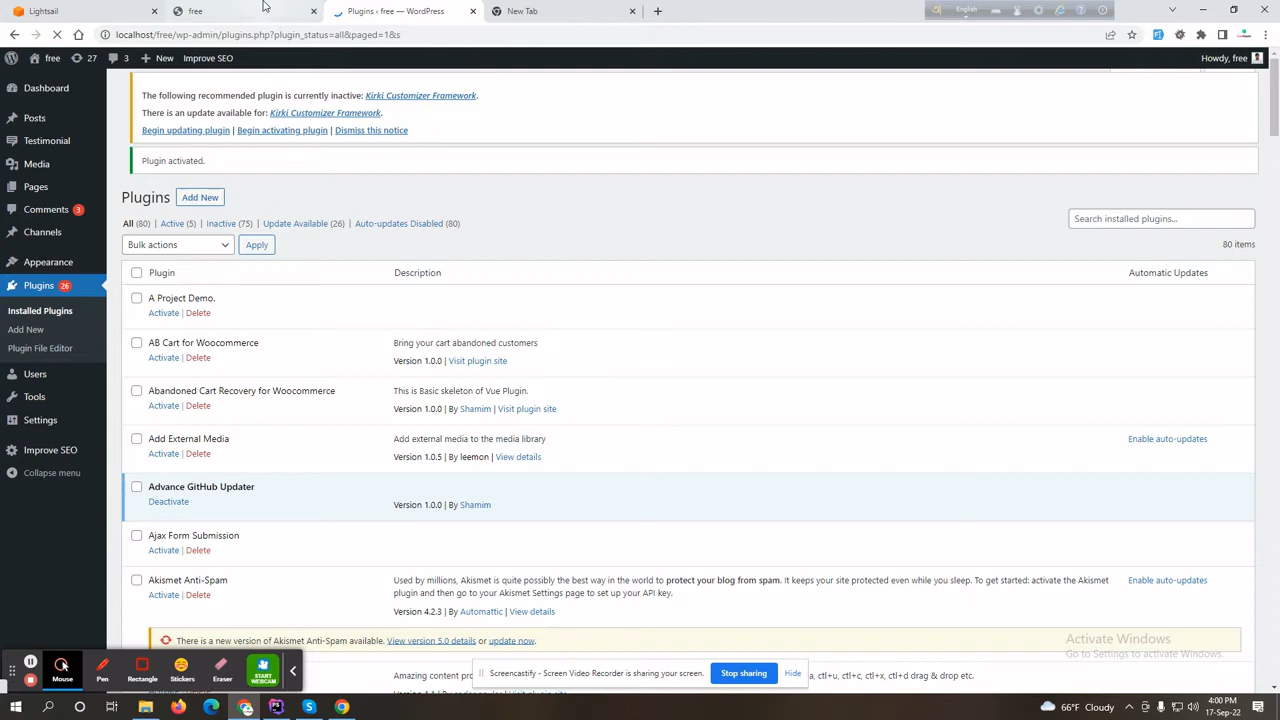 Lightsail
free
Plugins ‹ free — WordPress
New Tab
English
localhost/free/wp-admin/plugins.php?plugin_status=all&paged=1&s
free
27
3
New
Improve SEO
Howdy, free
Dashboard
Posts
Testimonial
Media
Pages
Comments 3
Channels
Appearance
Plugins 26
Installed Plugins
Add New
Plugin File Editor
Users
Tools
Settings
Improve SEO
Collapse menu
The following recommended plugin is currently inactive: Kirki Customizer Framework.
There is an update available for: Kirki Customizer Framework.
Begin updating plugin | Begin activating plugin | Dismiss this notice
Plugin activated.
Plugins Add New
All (80) | Active (5) | Inactive (75) | Update Available (26) | Auto-updates Disabled (80)
Search installed plugins...
Bulk actions Apply
80 items
Plugin Description Automatic Updates
A Project Demo.
Activate | Delete
AB Cart for Woocommerce
Activate | Delete
Bring your cart abandoned customers
Version 1.0.0 | Visit plugin site
Abandoned Cart Recovery for Woocommerce
Activate | Delete
This is Basic skeleton of Vue Plugin.
Version 1.0.0 | By Shamim | Visit plugin site
Add External Media
Activate | Delete
Add external media to the media library
Version 1.0.5 | By leemon | View details
Enable auto-updates
Advance GitHub Updater
Deactivate
Version 1.0.0 | By Shamim
Ajax Form Submission
Activate | Delete
Akismet Anti-Spam
Activate | Delete
Used by millions, Akismet is quite possibly the best way in the world to protect your blog from spam. It keeps your site protected even while you sleep. To get started: activate the Akismet
plugin and then go to your Akismet Settings page to set up your API key.
Version 4.2.3 | By Automattic | View details
Enable auto-updates
There is a new version of Akismet Anti-Spam available. View version 5.0 details or update now.
Amazing content pro
a, ctl+u, ctl+c, ctl+x, ctl+d drag & drop etc.
Activate Windows
Go to Settings to activate Windows.
Mouse
Pen
Rectangle
Stickers
Eraser
START
WEBCAM
Screencastify - Screen Video Recorder is sharing your screen.
Stop sharing
Hide
66°F Cloudy
4:00 PM
17-Sep-22